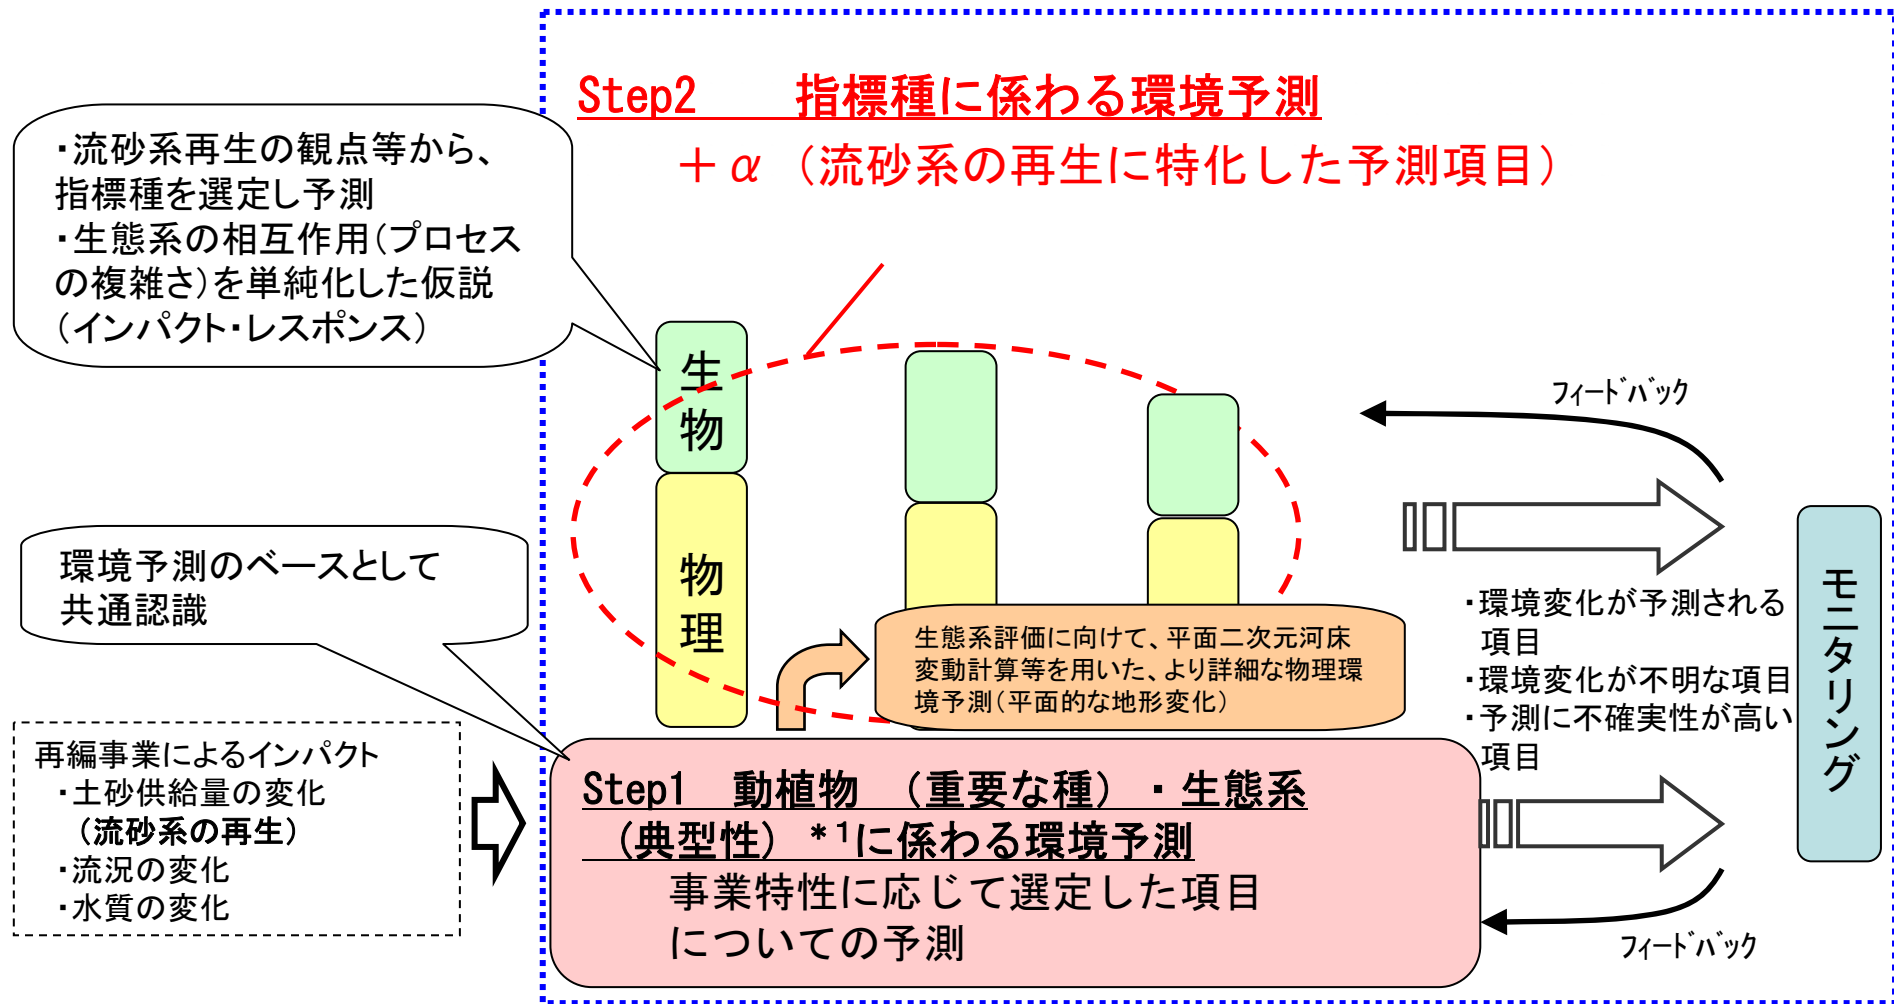 Step2　指標種に係わる環境予測
＋α（流砂系の再生に特化した予測項目）
・流砂系再生の観点等から、
指標種を選定し予測
・生態系の相互作用（プロセス
の複雑さ）を単純化した仮説
（インパクト・レスポンス）
生
物
物
理
フィードバック
環境予測のベースとして
共通認識
生態系評価に向けて、平面二次元河床
変動計算等を用いた、より詳細な物理環
境予測（平面的な地形変化）
・環境変化が予測される
項目
・環境変化が不明な項目
・予測に不確実性が高い
項目
モニタリング
再編事業によるインパクト
・土砂供給量の変化
（流砂系の再生）
・流況の変化
・水質の変化
Step1　動植物　（重要な種）・生態系
（典型性）*1に係わる環境予測
事業特性に応じて選定した項目
についての予測
フィードバック